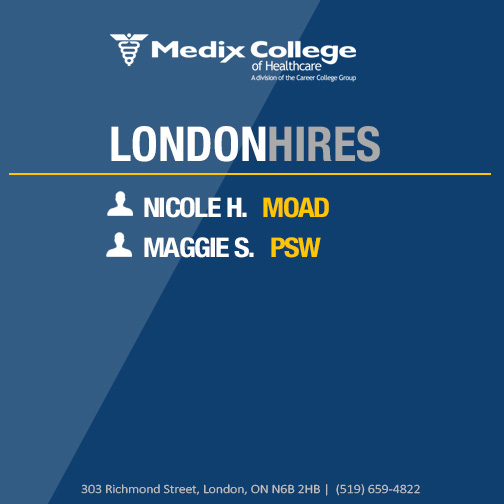 Medix College
of Healthcare
A division of the Career College Group
LONDONHIRES
NICOLE H. MOAD
MAGGIE S. PSW
303 Richmond Street, London, ON N6B 2HB | (519) 659-4822